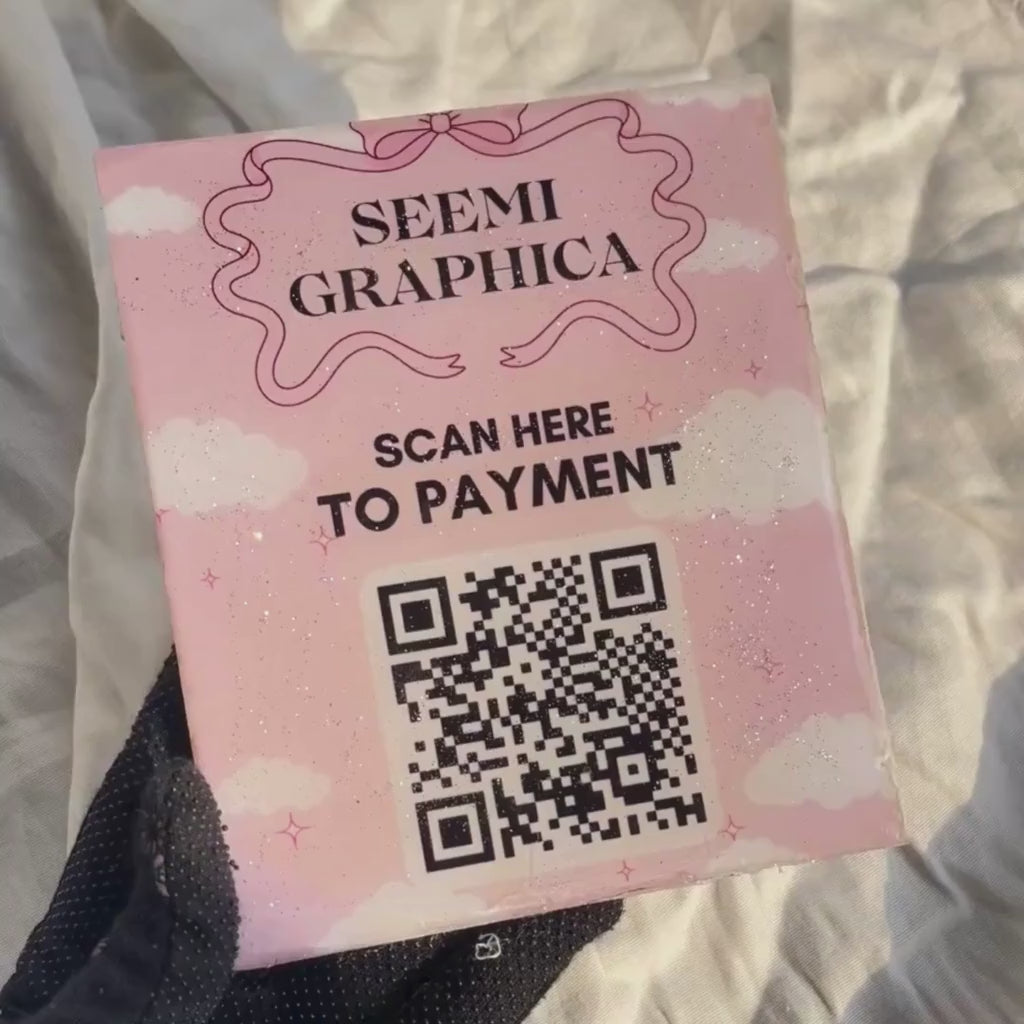 SEEMI
GRAPHICA
SCAN HERE
TO PAYMENT